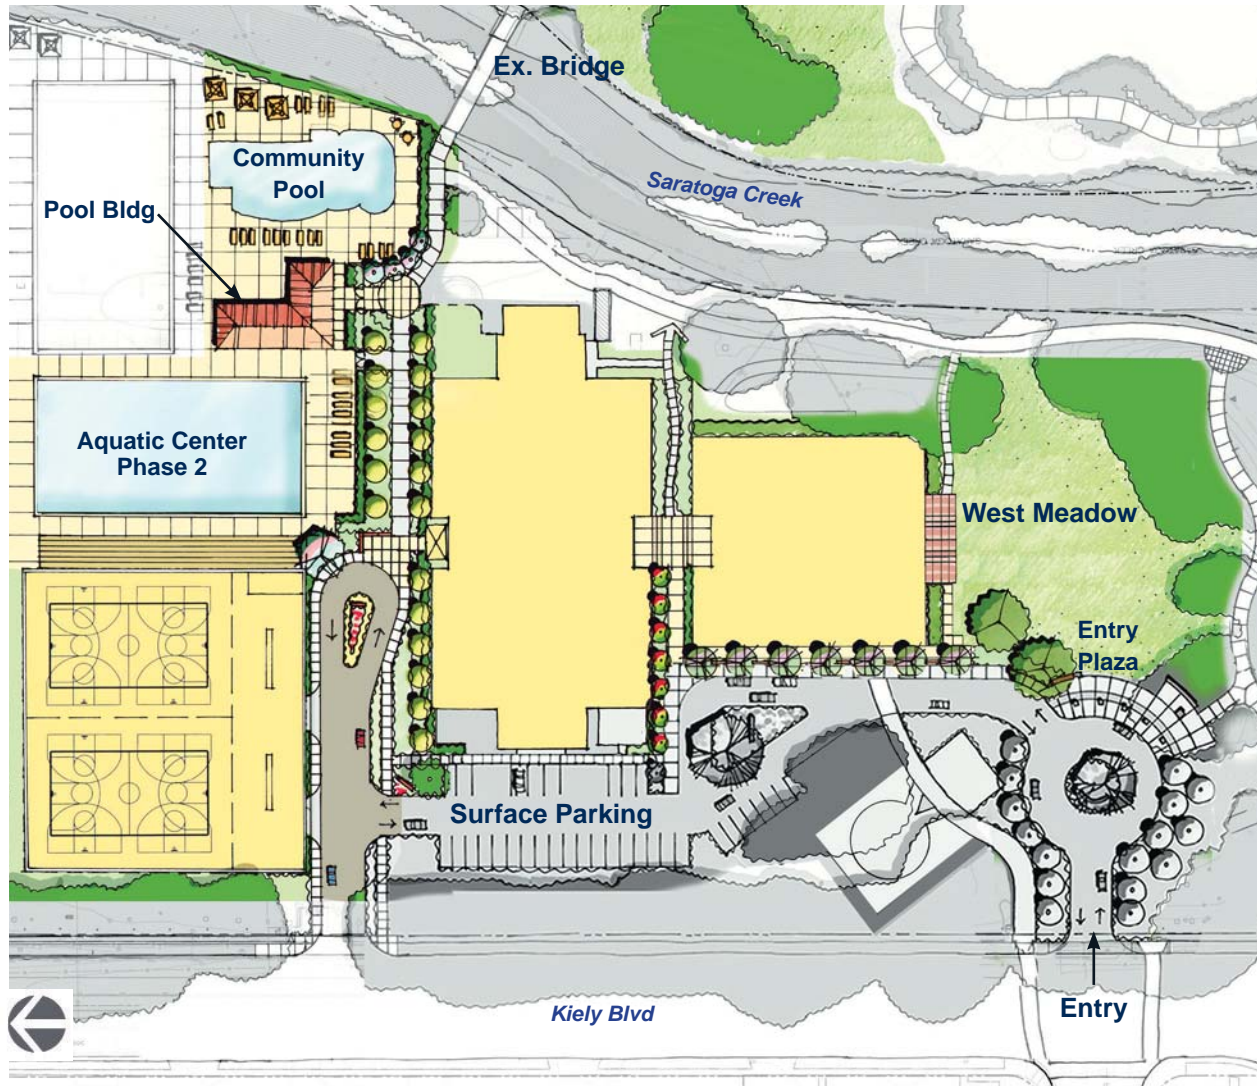 Ex. Bridge
Community
Pool
Saratoga Creek
Pool Bldg
Aquatic Center
Phase 2
West Meadow
Entry
Plaza
Surface Parking
Entry
Kiely Blvd